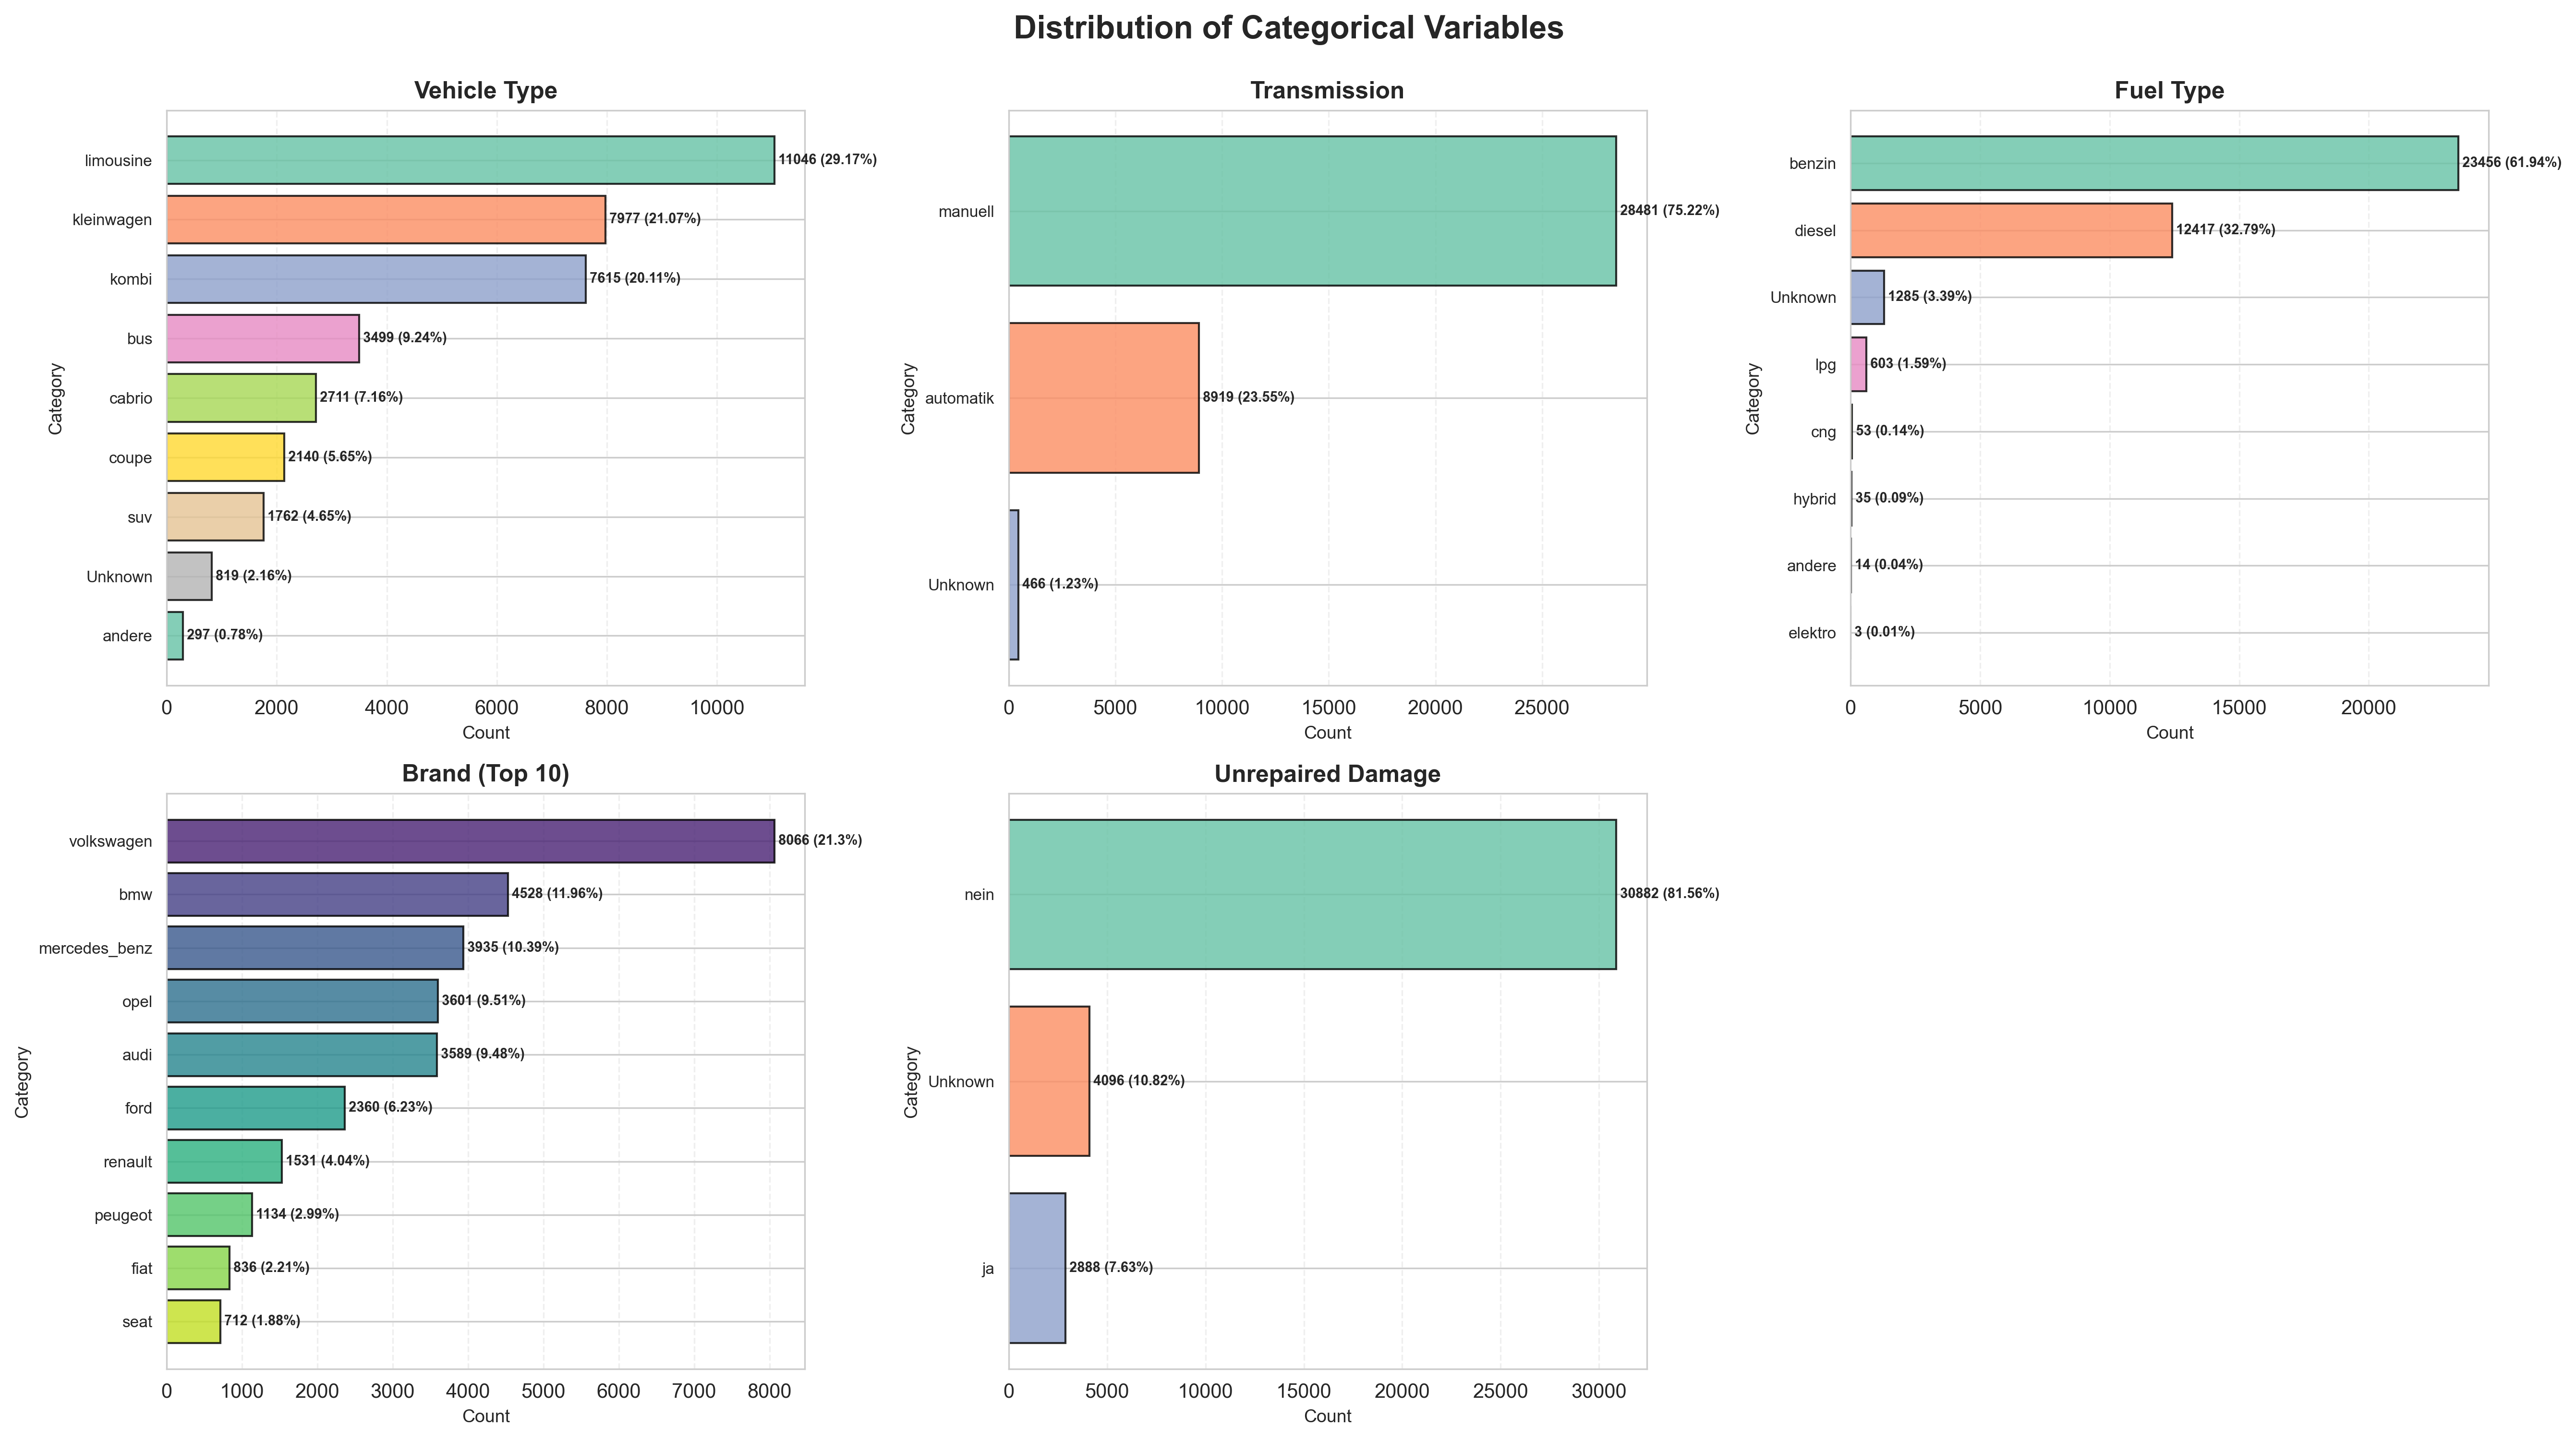 Distribution of Categorical Variables
Vehicle Type
Category
limousine 11046 (29.17%)
kleinwagen 7977 (21.07%)
kombi 7615 (20.11%)
bus 3499 (9.24%)
cabrio 2711 (7.16%)
coupe 2140 (5.65%)
suv 1762 (4.65%)
Unknown 819 (2.16%)
andere 297 (0.78%)
0 2000 4000 6000 8000 10000
Count
Transmission
Category
manuell 28481 (75.22%)
automatik 8919 (23.55%)
Unknown 466 (1.23%)
0 5000 10000 15000 20000 25000
Count
Fuel Type
Category
benzin 23456 (61.94%)
diesel 12417 (32.79%)
Unknown 1285 (3.39%)
lpg 603 (1.59%)
cng 53 (0.14%)
hybrid 35 (0.09%)
andere 14 (0.04%)
elektro 3 (0.01%)
0 5000 10000 15000 20000
Count
Brand (Top 10)
Category
volkswagen 8066 (21.3%)
bmw 4528 (11.96%)
mercedes_benz 3935 (10.39%)
opel 3601 (9.51%)
audi 3589 (9.48%)
ford 2360 (6.23%)
renault 1531 (4.04%)
peugeot 1134 (2.99%)
fiat 836 (2.21%)
seat 712 (1.88%)
0 1000 2000 3000 4000 5000 6000 7000 8000
Count
Unrepaired Damage
Category
nein 30882 (81.56%)
Unknown 4096 (10.82%)
ja 2888 (7.63%)
0 5000 10000 15000 20000 25000 30000
Count